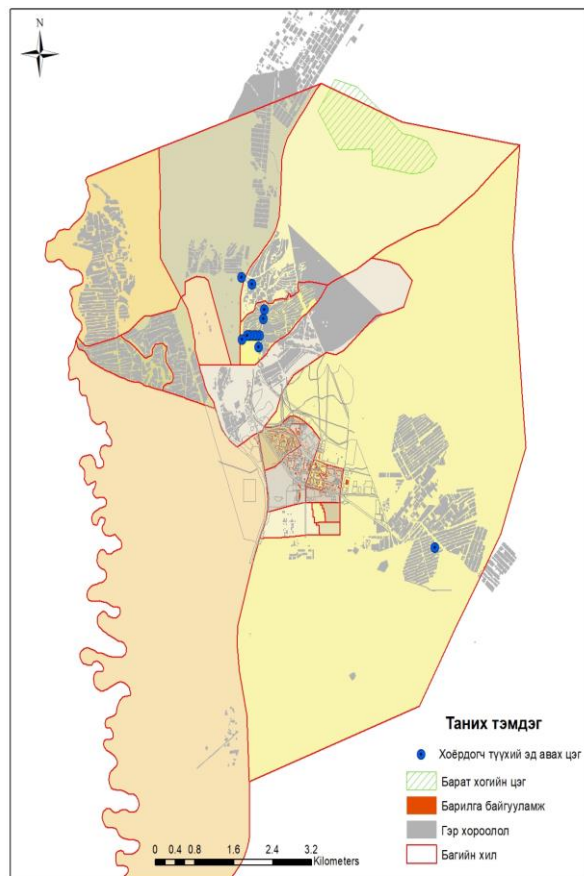 N
Таних тэмдэг
Хоёрдогч түүхий эд авах цэг
Барат хогийн цэг
Барилга байгууламж
Гэр хороолол
Багийн хил
0 0.4 0.8 1.6 2.4 3.2
Kilometers